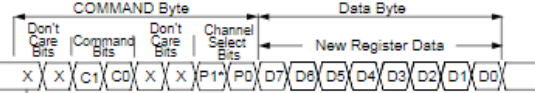 COMMAND Byte Data Byte
Don't Care Bits Command Bits Don't Care Bits Channel Select Bits New Register Data
X X C1 C0 X X P1* P0 D7 D6 D5 D4 D3 D2 D1 D0